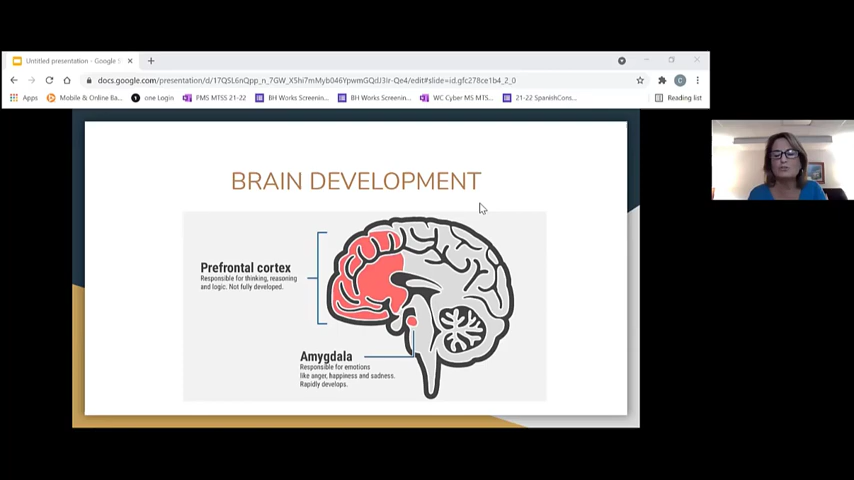 Untitled presentation - Google S
docs.google.com/presentation/d/17QSL6nQpp_n_7GW_X5hi7mMyb046YpwmGQdJ3Ir-Qe4/edit#slide=id.gfc278ce1b4_2_0
Apps Mobile & Online Ba... one Login PMS MTSS 21-22 BH Works Screenin... BH Works Screenin... WC Cyber MS MTS... 21-22 SpanishCons... Reading list
BRAIN DEVELOPMENT
Prefrontal cortex
Responsible for thinking, reasoning
and logic. Not fully developed.
Amygdala
Responsible for emotions
like anger, happiness and sadness.
Rapidly develops.